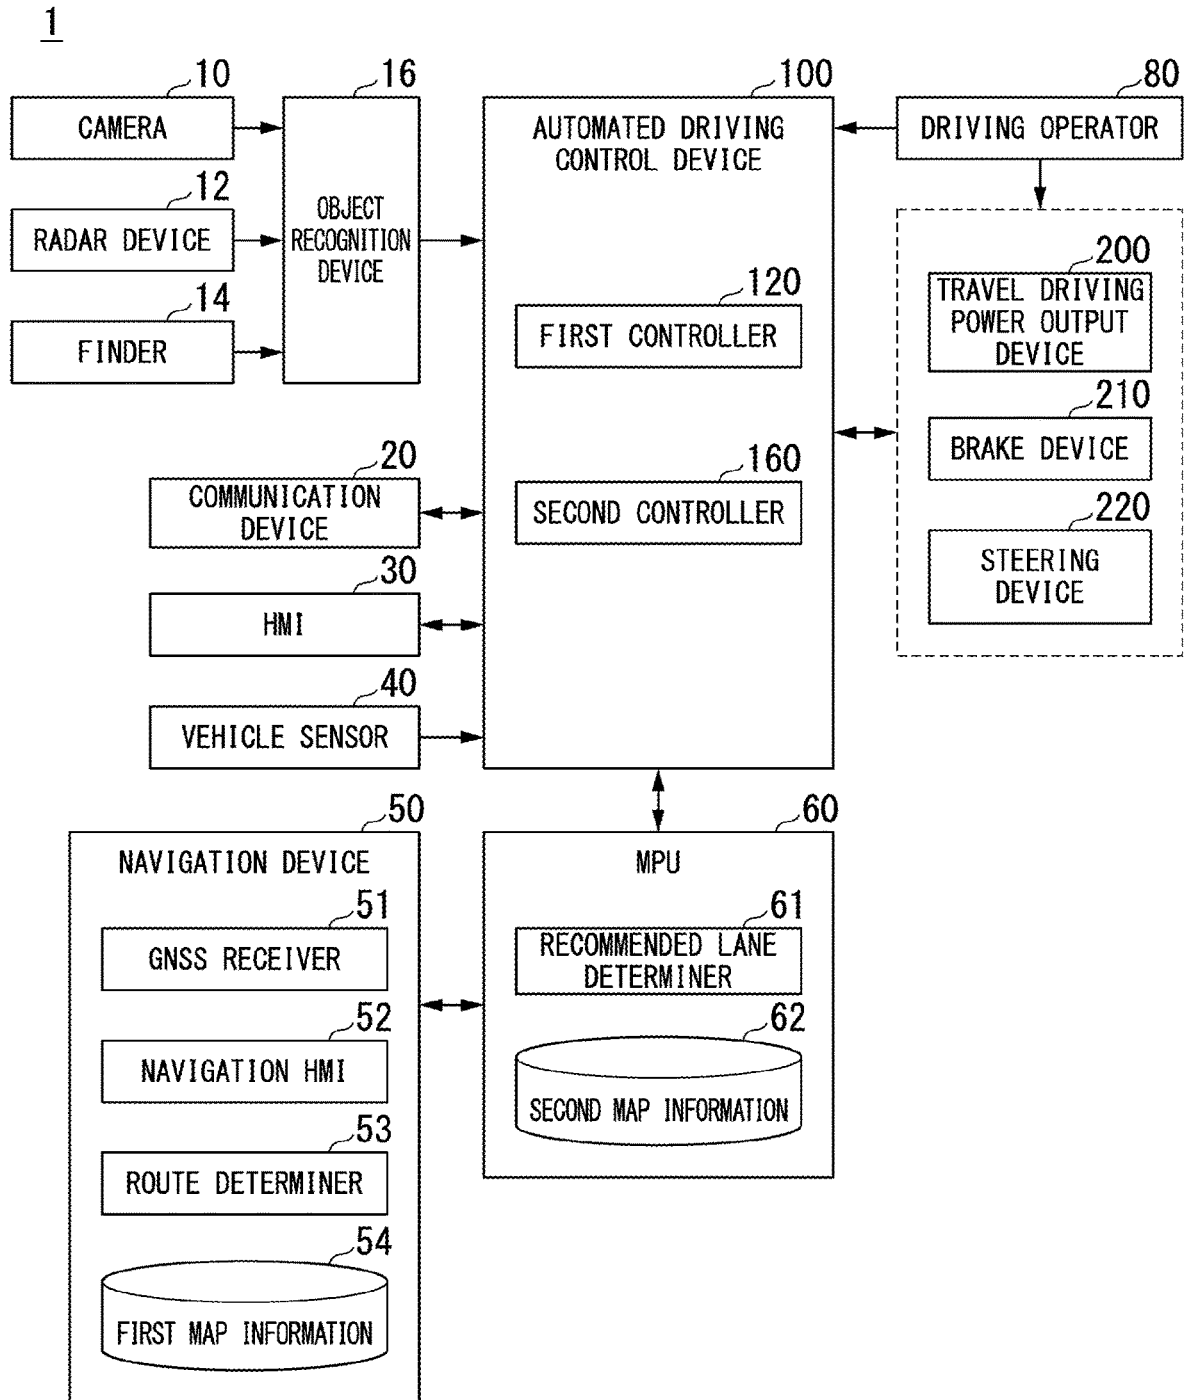 1
10
CAMERA
12
RADAR DEVICE
14
FINDER
16
OBJECT
RECOGNITION
DEVICE
100
AUTOMATED DRIVING
CONTROL DEVICE
120
FIRST CONTROLLER
160
SECOND CONTROLLER
80
DRIVING OPERATOR
200
TRAVEL DRIVING
POWER OUTPUT
DEVICE
210
BRAKE DEVICE
220
STEERING
DEVICE
20
COMMUNICATION
DEVICE
30
HMI
40
VEHICLE SENSOR
50
NAVIGATION DEVICE
51
GNSS RECEIVER
52
NAVIGATION HMI
53
ROUTE DETERMINER
54
FIRST MAP INFORMATION
60
MPU
61
RECOMMENDED LANE
DETERMINER
62
SECOND MAP INFORMATION